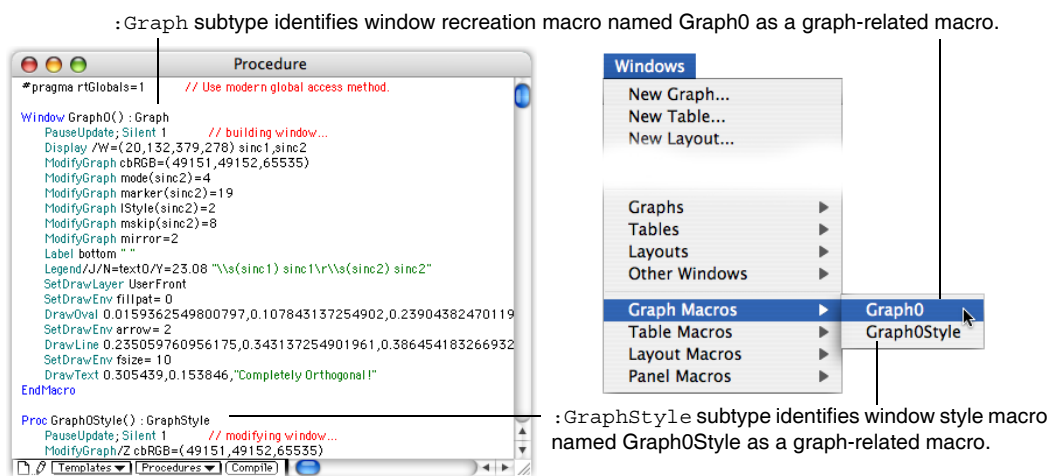 :Graph subtype identifies window recreation macro named Graph0 as a graph-related macro.
Procedure
#pragma rtGlobals=1 // Use modern global access method.
Window Graph0() : Graph
PauseUpdate; Silent 1 // building window...
Display /W=(20,132,379,278) sinc1,sinc2
ModifyGraph cbRGB=(49151,49152,65535)
ModifyGraph mode(sinc2)=4
ModifyGraph marker(sinc2)=19
ModifyGraph lStyle(sinc2)=2
ModifyGraph mskip(sinc2)=8
ModifyGraph mirror=2
Label bottom " "
Legend/J/N=text0/Y=23.08 "\\s(sinc1) sinc1\r\\s(sinc2) sinc2"
SetDrawLayer UserFront
SetDrawEnv fillpat= 0
DrawOval 0.0159362549800797,0.107843137254902,0.23904382470119
SetDrawEnv arrow= 2
DrawLine 0.235059760956175,0.343137254901961,0.386454183266932
SetDrawEnv fsize= 10
DrawText 0.305439,0.153846,"Completely Orthogonal!"
EndMacro
Proc Graph0Style() : GraphStyle
PauseUpdate; Silent 1 // modifying window...
ModifyGraph/Z cbRGB=(49151,49152,65535)
Templates Procedures Compile
Windows
New Graph...
New Table...
New Layout...
Graphs
Tables
Layouts
Other Windows
Graph Macros
Table Macros
Layout Macros
Panel Macros
Graph0
Graph0Style
:GraphStyle subtype identifies window style macro
named Graph0Style as a graph-related macro.